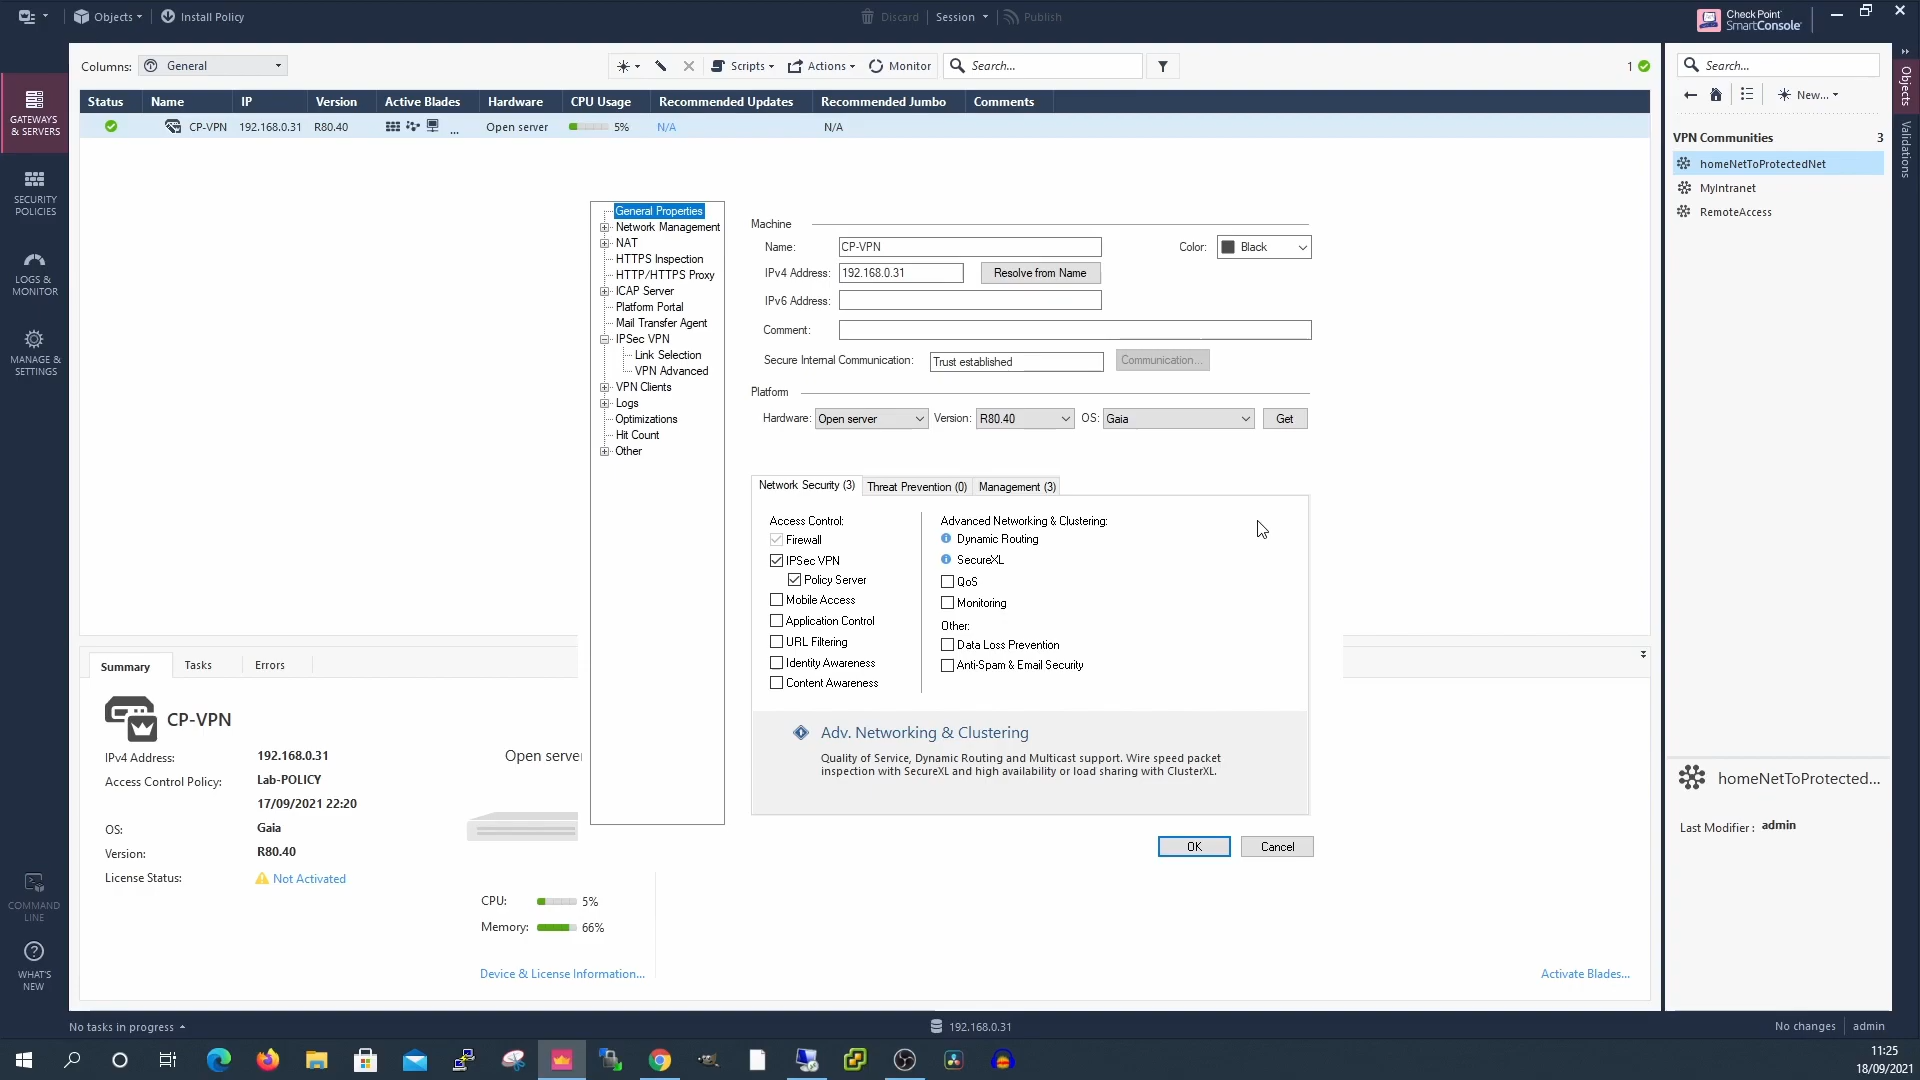 Objects
Install Policy
Discard
Session
Publish
Check Point
SmartConsole
Columns:
General
Scripts
Actions
Monitor
Search...
1
Status
Name
IP
Version
Active Blades
Hardware
CPU Usage
Recommended Updates
Recommended Jumbo
Comments
CP-VPN
192.168.0.31
R80.40
...
Open server
5%
N/A
N/A
GATEWAYS
& SERVERS
SECURITY
POLICIES
LOGS &
MONITOR
MANAGE &
SETTINGS
COMMAND
LINE
WHAT'S
NEW
General Properties
Network Management
NAT
HTTPS Inspection
HTTP/HTTPS Proxy
ICAP Server
Platform Portal
Mail Transfer Agent
IPSec VPN
Link Selection
VPN Advanced
VPN Clients
Logs
Optimizations
Hit Count
Other
Machine
Name:
CP-VPN
Color:
Black
IPv4 Address:
192.168.0.31
Resolve from Name
IPv6 Address:
Comment:
Secure Internal Communication:
Trust established
Communication...
Platform
Hardware:
Open server
Version:
R80.40
OS:
Gaia
Get
Network Security (3)
Threat Prevention (0)
Management (3)
Access Control:
Firewall
IPSec VPN
Policy Server
Mobile Access
Application Control
URL Filtering
Identity Awareness
Content Awareness
Advanced Networking & Clustering:
Dynamic Routing
SecureXL
QoS
Monitoring
Other:
Data Loss Prevention
Anti-Spam & Email Security
Adv. Networking & Clustering
Quality of Service, Dynamic Routing and Multicast support. Wire speed packet
inspection with SecureXL and high availability or load sharing with ClusterXL.
OK
Cancel
Summary
Tasks
Errors
CP-VPN
IPv4 Address:
192.168.0.31
Access Control Policy:
Lab-POLICY
17/09/2021 22:20
OS:
Gaia
Version:
R80.40
License Status:
Not Activated
Open server
CPU:
5%
Memory:
66%
Device & License Information...
Activate Blades...
Search...
New...
VPN Communities
3
homeNetToProtectedNet
MyIntranet
RemoteAccess
homeNetToProtected...
Last Modifier :
admin
Objects
Validations
No tasks in progress
192.168.0.31
No changes
admin
11:25
18/09/2021